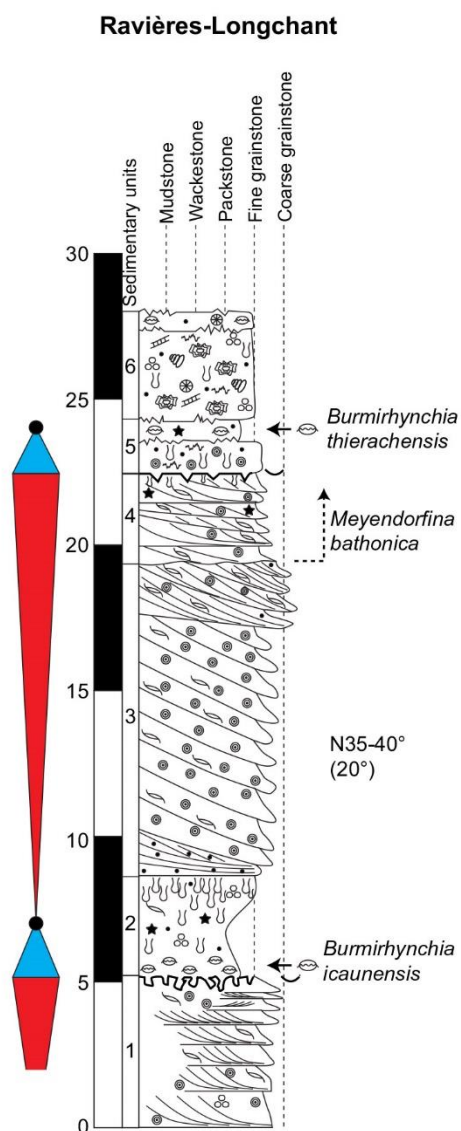 Ravières-Longchant
Sedimentary units
Mudstone
Wackestone
Packstone
Fine grainstone
Coarse grainstone
30
6
25
Burmirhynchia
thierachensis
5
4
Meyendorfina
bathonica
20
15
3
N35-40°
(20°)
10
2
Burmirhynchia
icaunensis
5
1
0